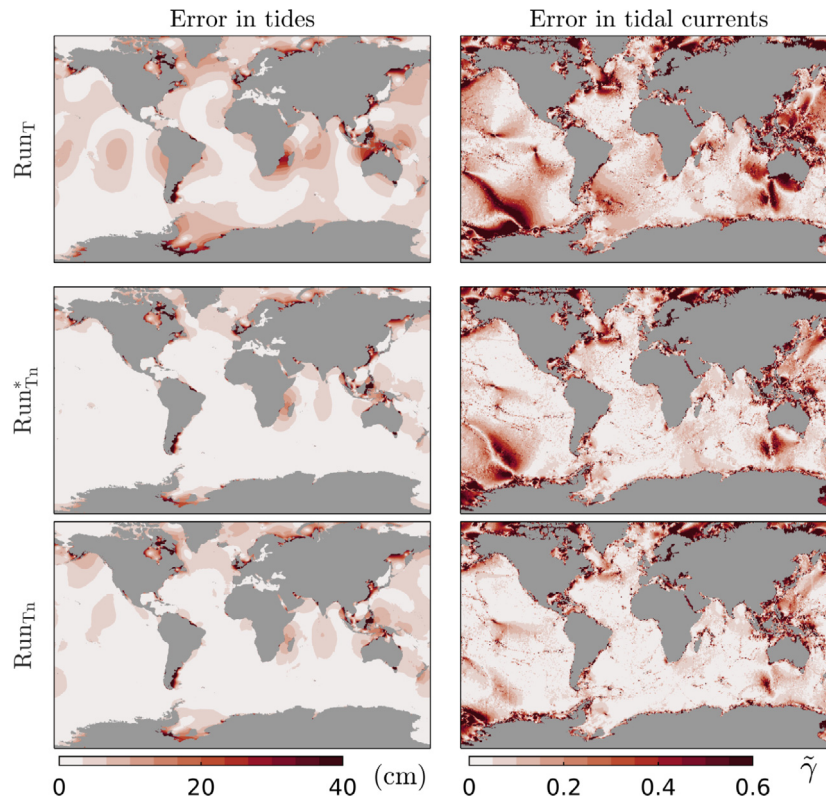 Error in tides
Error in tidal currents
Run_T
Run*_Tn
Run_Tn
0 20 40 (cm)
0 0.2 0.4 0.6 γ̃